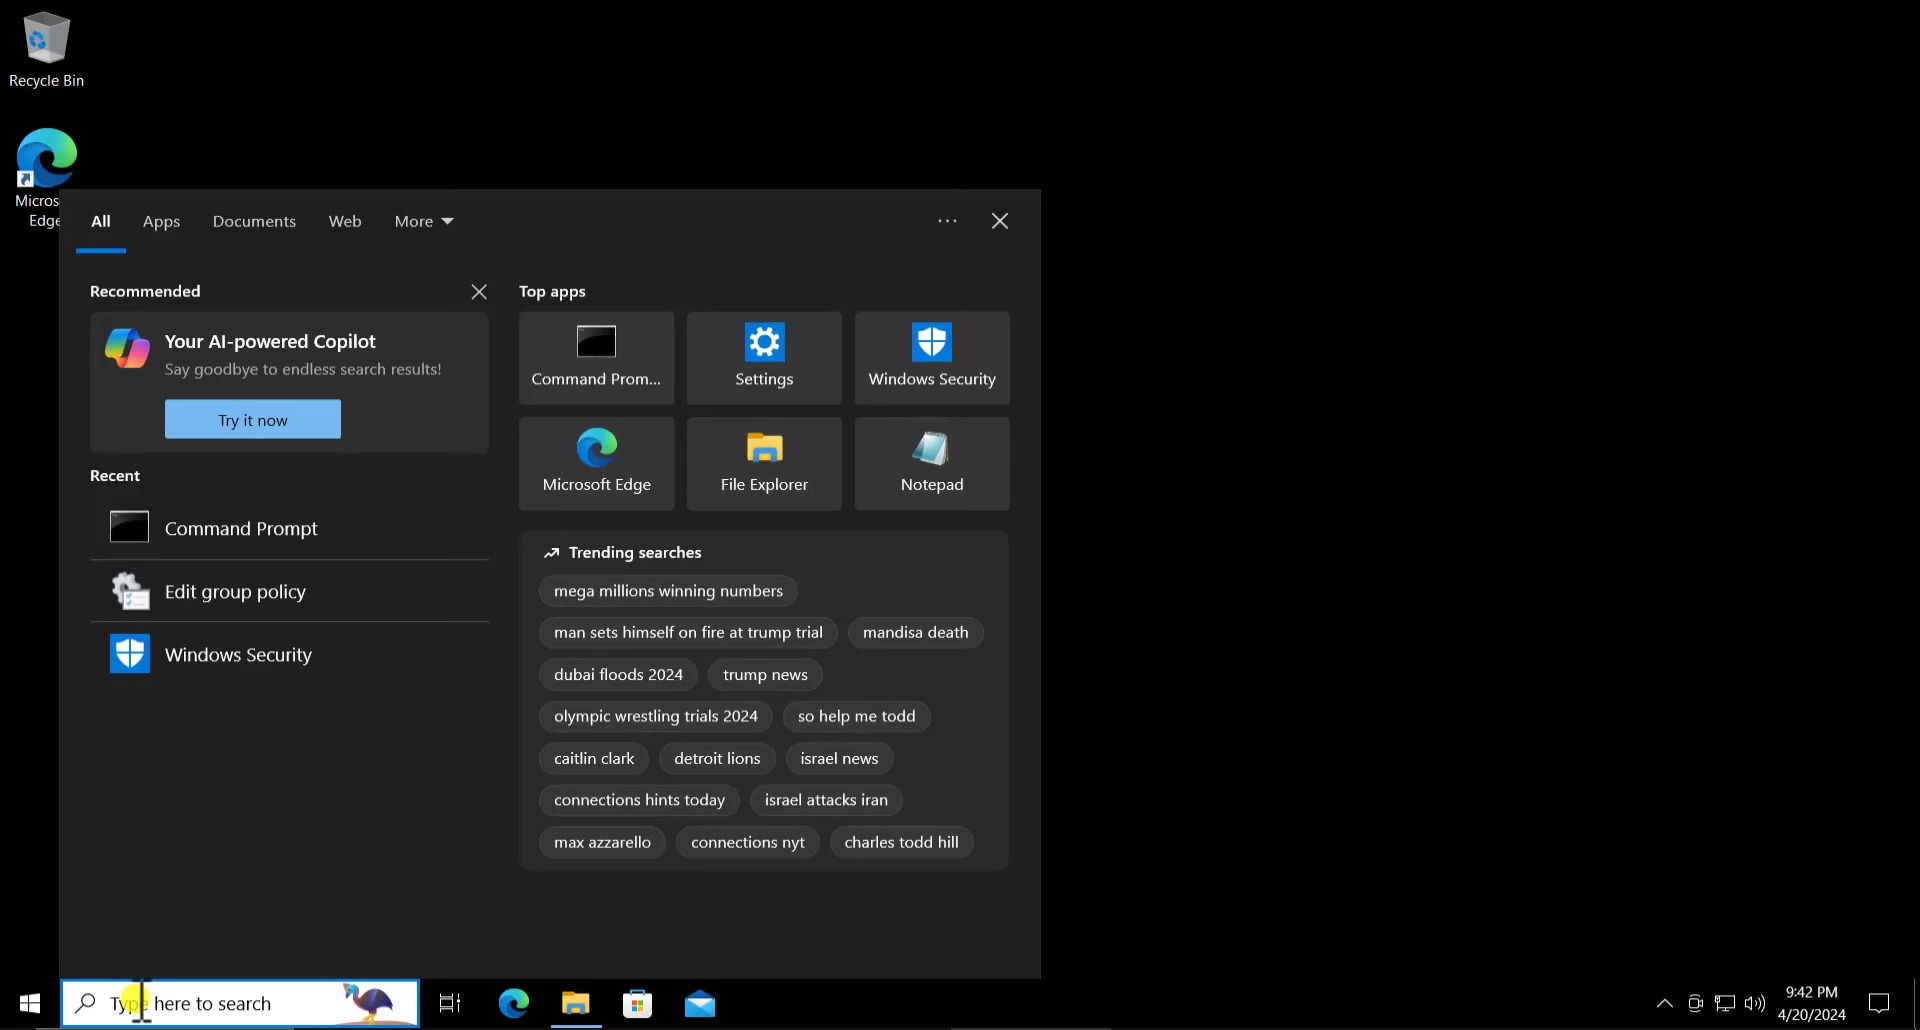 Recycle Bin
Micros
Edge
All Apps Documents Web More
Recommended
Your AI-powered Copilot
Say goodbye to endless search results!
Try it now
Recent
Command Prompt
Edit group policy
Windows Security
Top apps
Command Prom... Settings Windows Security
Microsoft Edge File Explorer Notepad
Trending searches
mega millions winning numbers
man sets himself on fire at trump trial mandisa death
dubai floods 2024 trump news
olympic wrestling trials 2024 so help me todd
caitlin clark detroit lions israel news
connections hints today israel attacks iran
max azzarello connections nyt charles todd hill
Type here to search
9:42 PM
4/20/2024